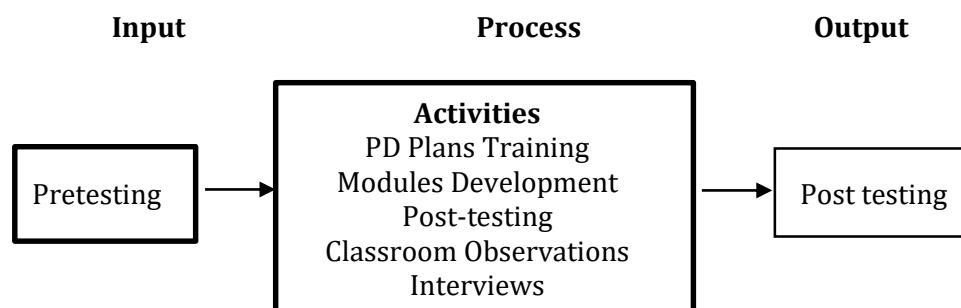 Input Process Output
Activities
PD Plans Training
Pretesting Modules Development Post testing
Post-testing
Classroom Observations
Interviews